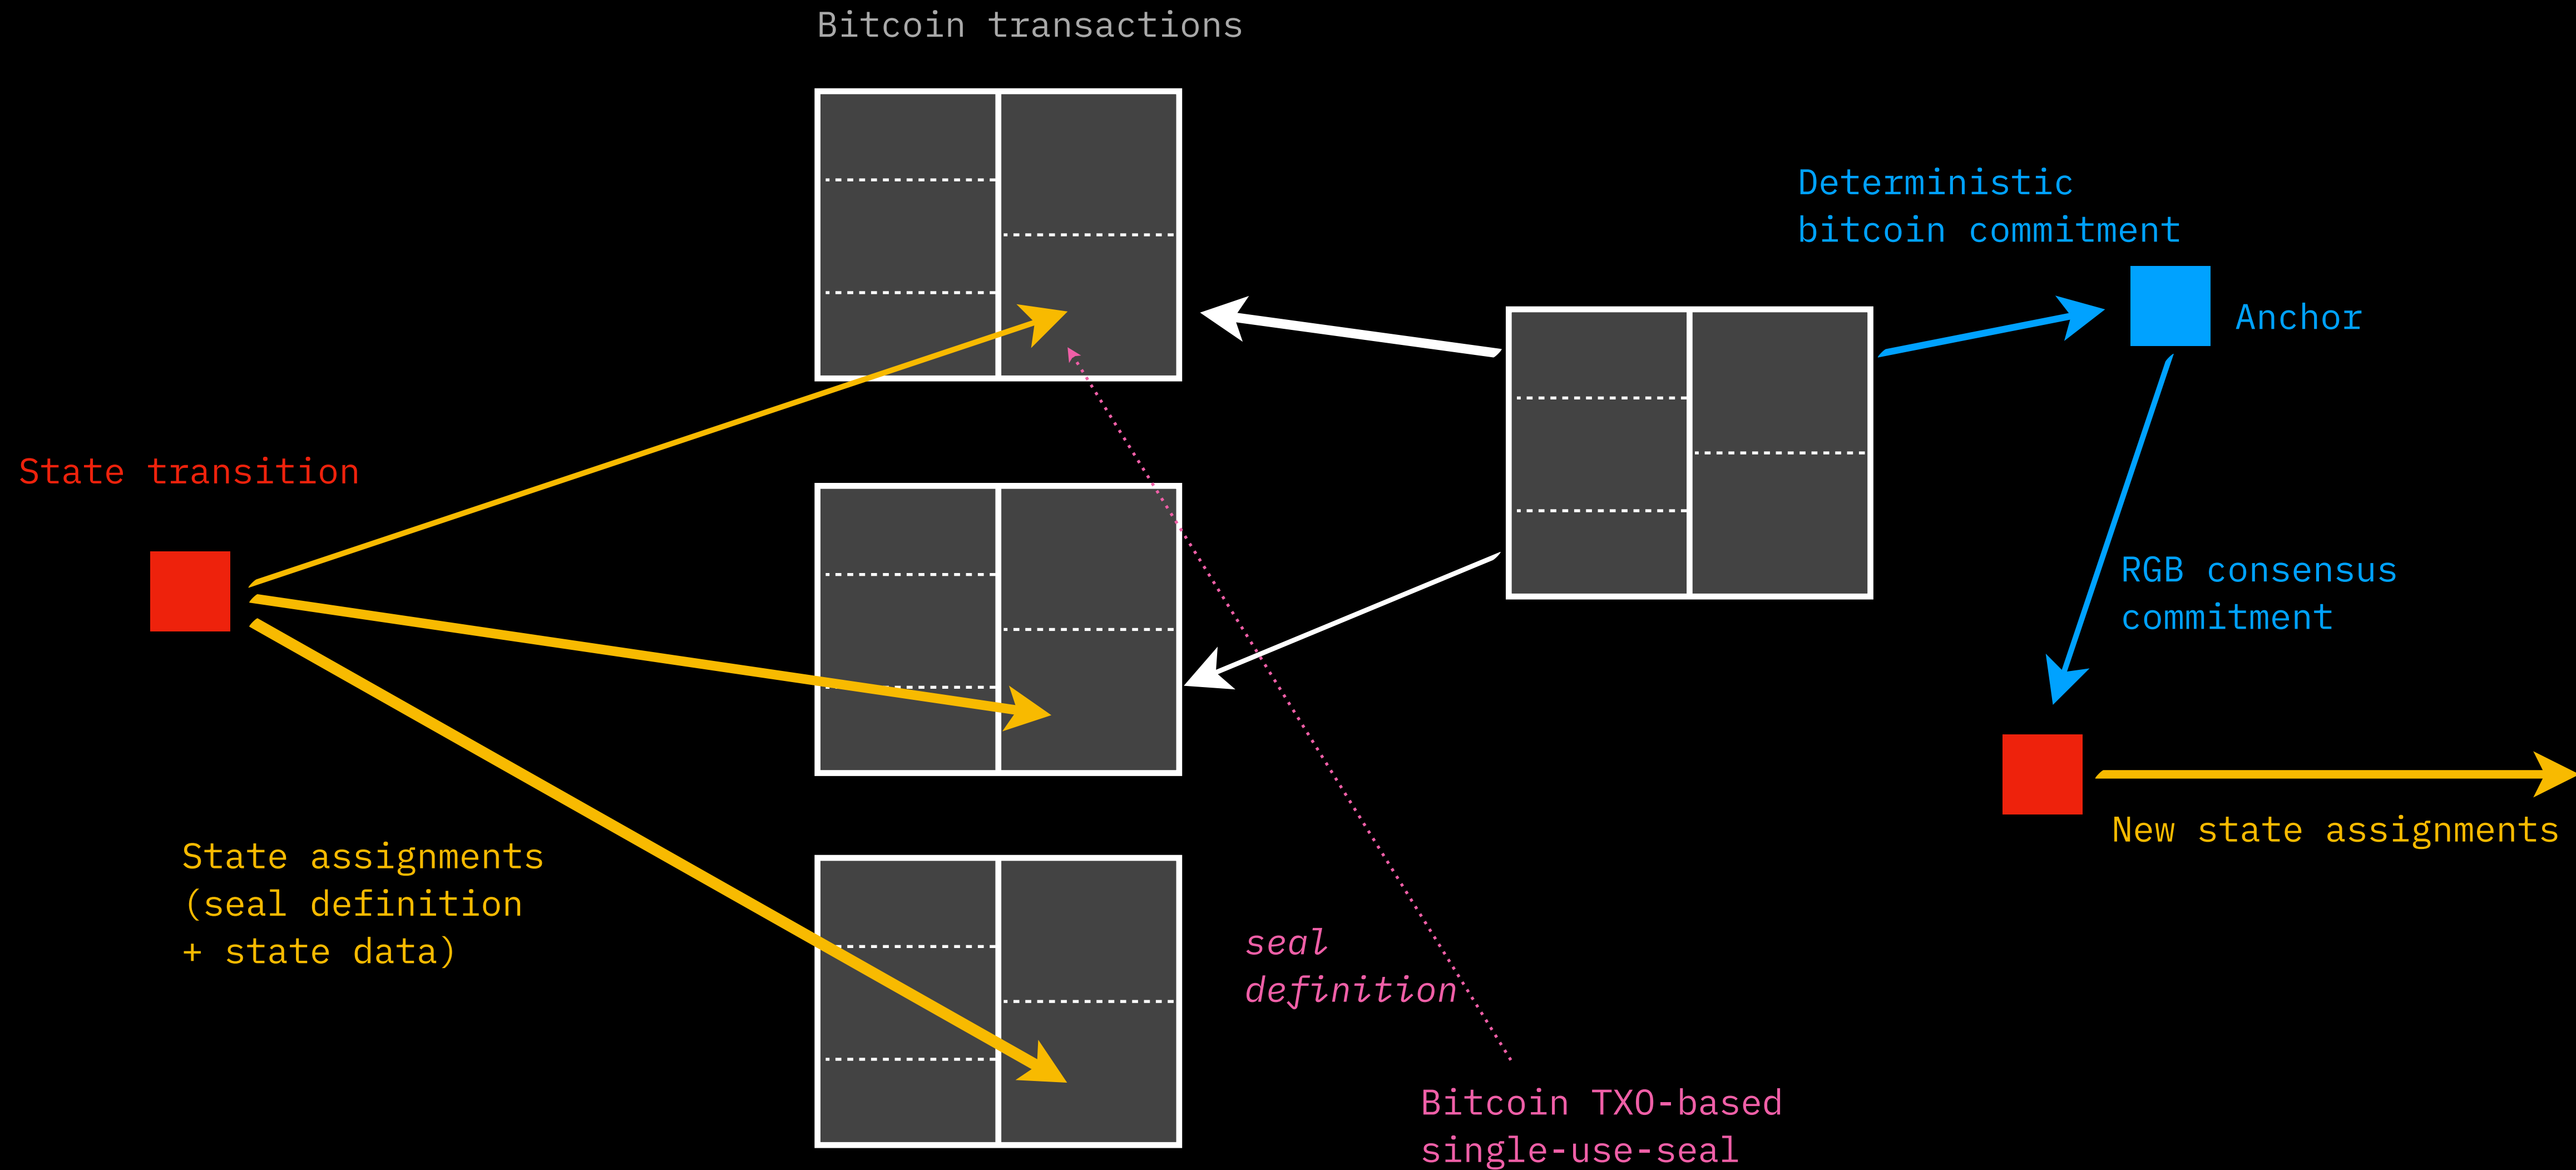 Bitcoin transactions
Deterministic
bitcoin commitment
Anchor
State transition
RGB consensus
commitment
New state assignments
State assignments
(seal definition
+ state data)
seal
definition
Bitcoin TXO-based
single-use-seal